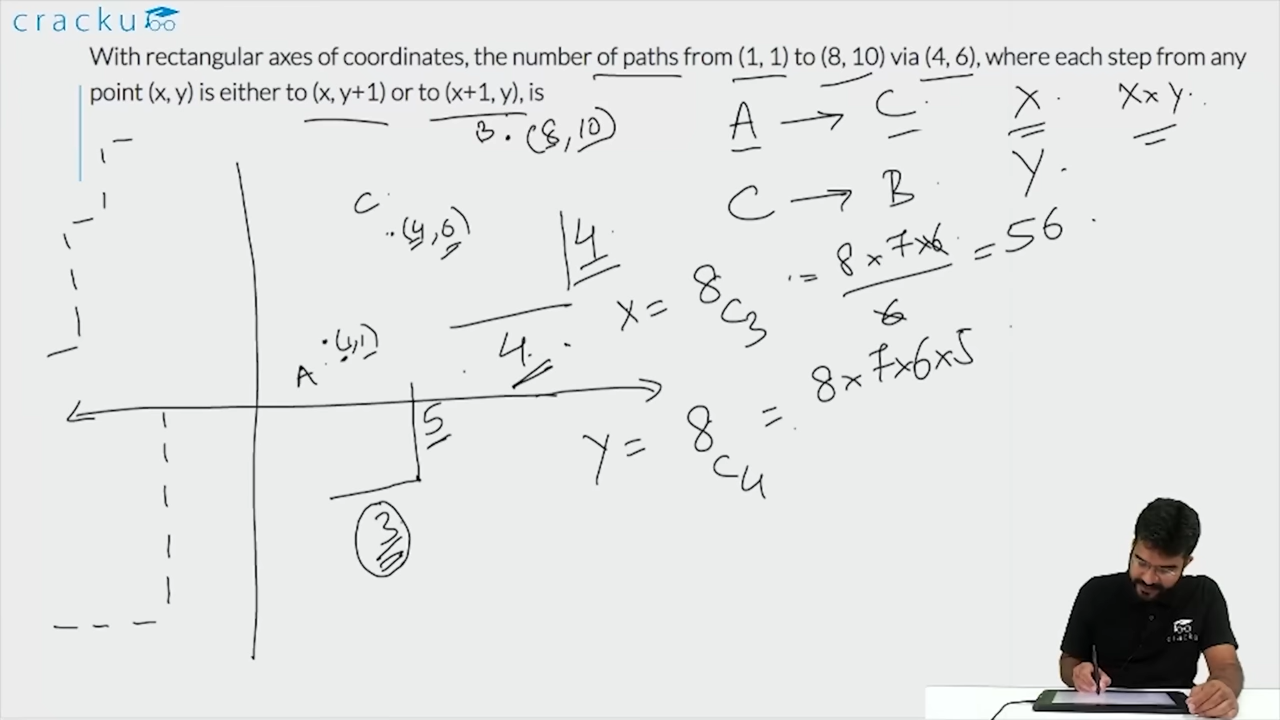 cracku
With rectangular axes of coordinates, the number of paths from (1, 1) to (8, 10) via (4, 6), where each step from any
point (x, y) is either to (x, y+1) or to (x+1, y), is
B . (8,10)
A → C
X
X x Y
C → B
Y
C
(4,6)
4
4
(1,1)
A
5
3
X = 8C3 = 8 x 7 x 6 / 6 = 56
Y = 8C4 = 8 x 7 x 6 x 5
cracku